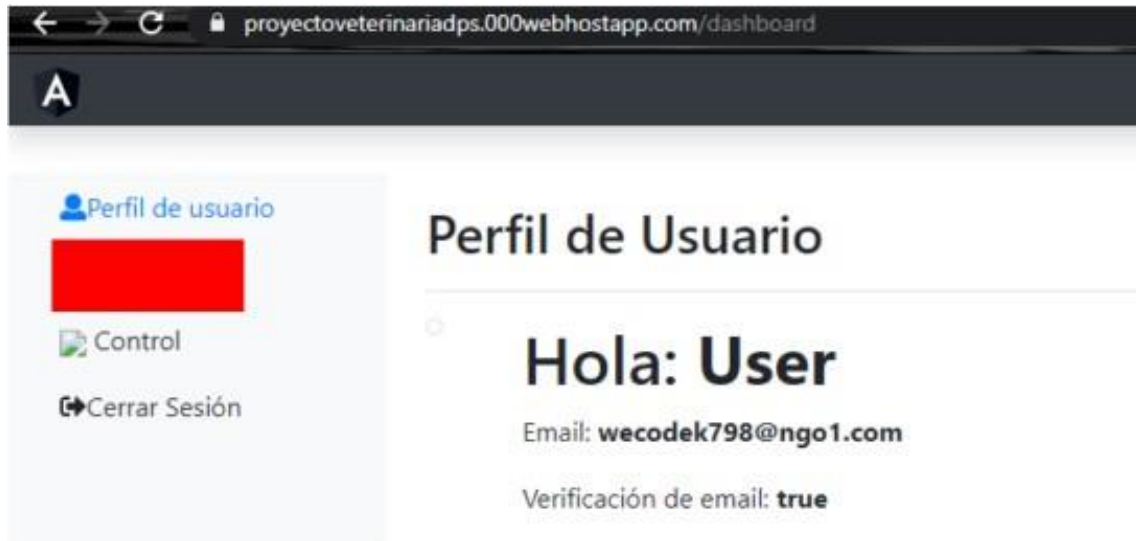 proyectoveterinariadps.000webhostapp.com/dashboard
A
Perfil de usuario
Control
Cerrar Sesión
Perfil de Usuario
Hola: User
Email: wecodek798@ngo1.com
Verificación de email: true